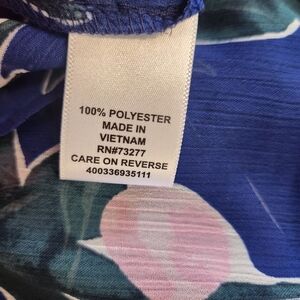 100% POLYESTER
MADE IN
VIETNAM
RN#73277
CARE ON REVERSE
400336935111